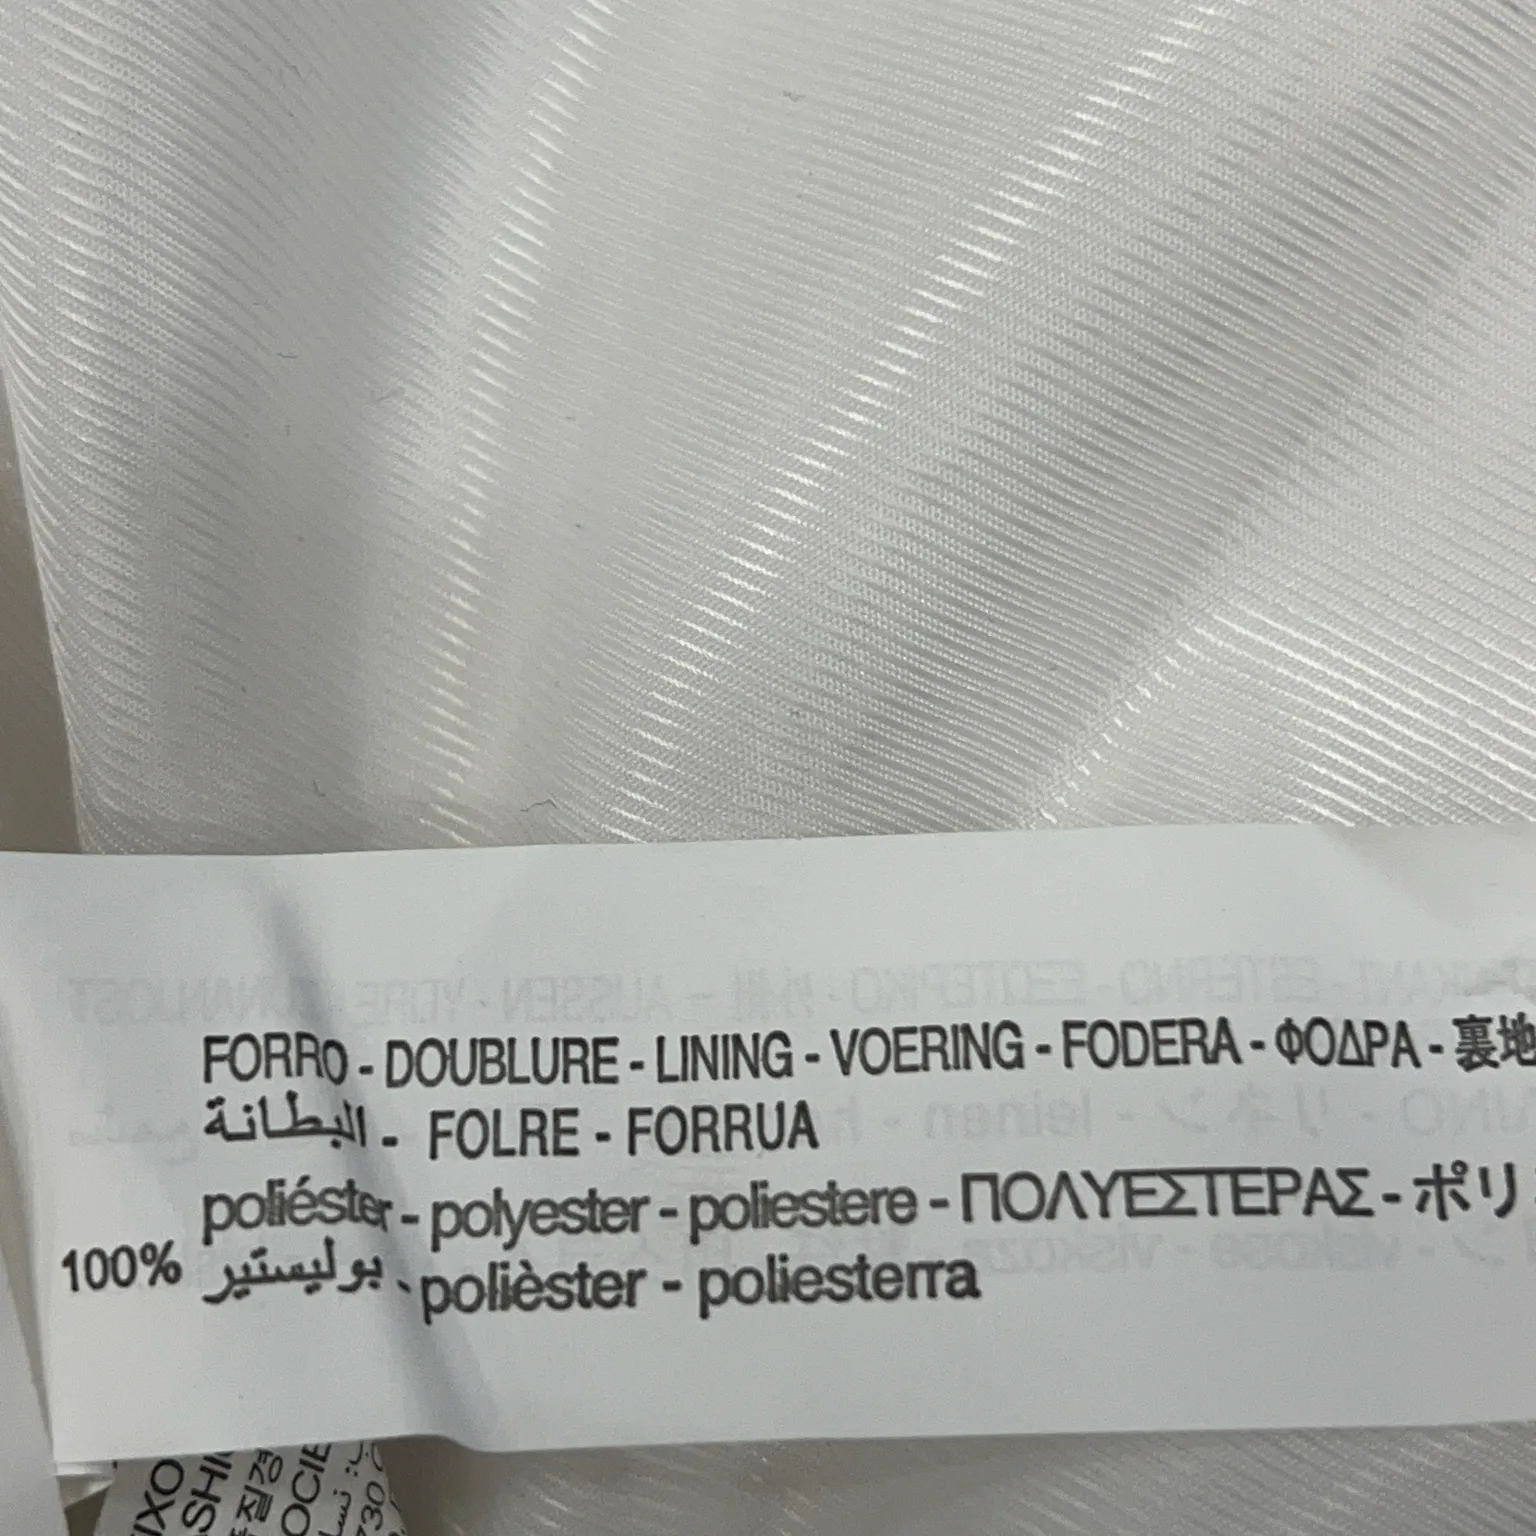 FORRO - DOUBLURE - LINING - VOERING - FODERA - ΦΟΔΡΑ - 裏地
البطانة - FOLRE - FORRUA
poliéster - polyester - poliestere - ΠΟΛΥΕΣΤΕΡΑΣ - ポリ
100% بوليستير - polièster - poliesterra